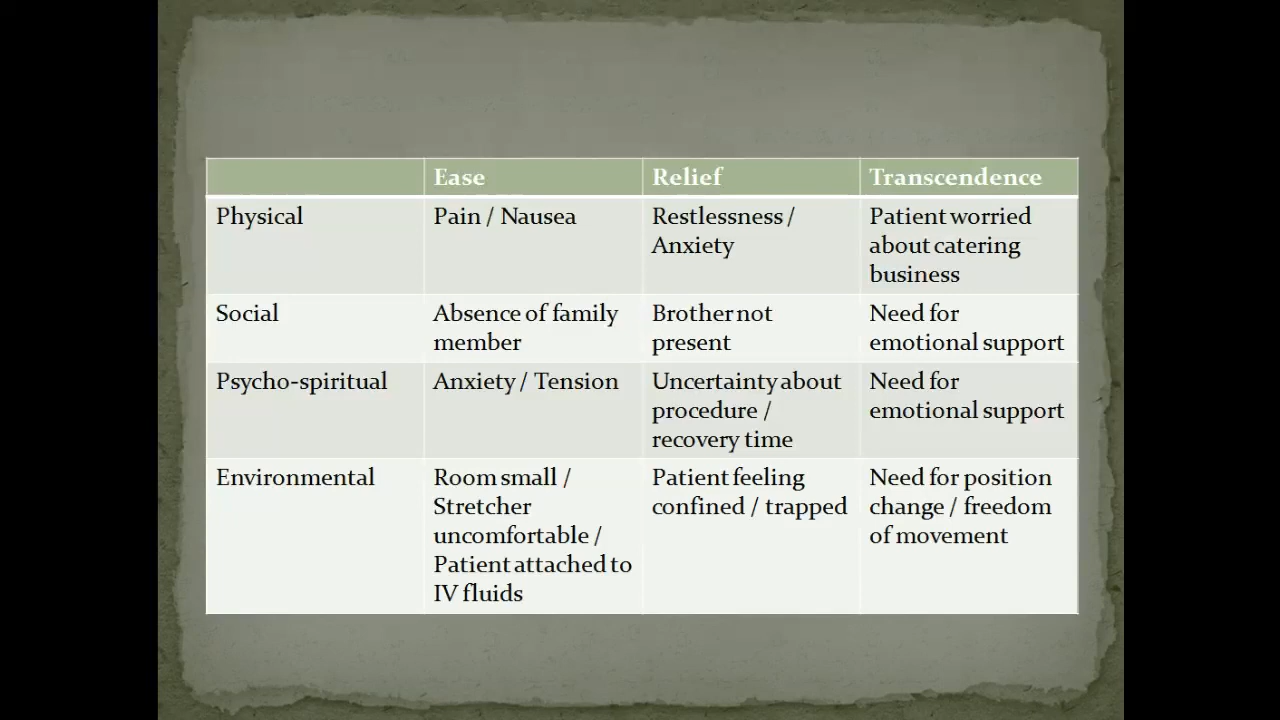 Ease Relief Transcendence
Physical Pain / Nausea Restlessness / Anxiety Patient worried about catering business
Social Absence of family member Brother not present Need for emotional support
Psycho-spiritual Anxiety / Tension Uncertainty about procedure / recovery time Need for emotional support
Environmental Room small / Stretcher uncomfortable / Patient attached to IV fluids Patient feeling confined / trapped Need for position change / freedom of movement